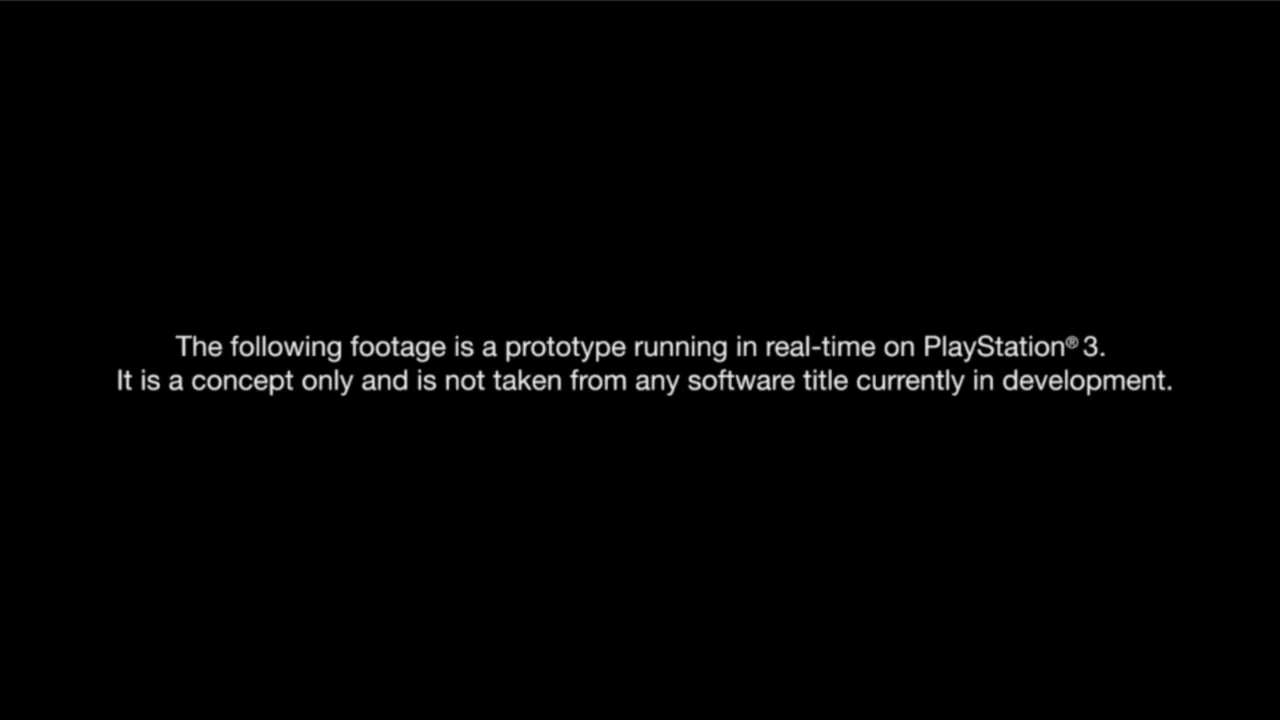 The following footage is a prototype running in real-time on PlayStation® 3.
It is a concept only and is not taken from any software title currently in development.